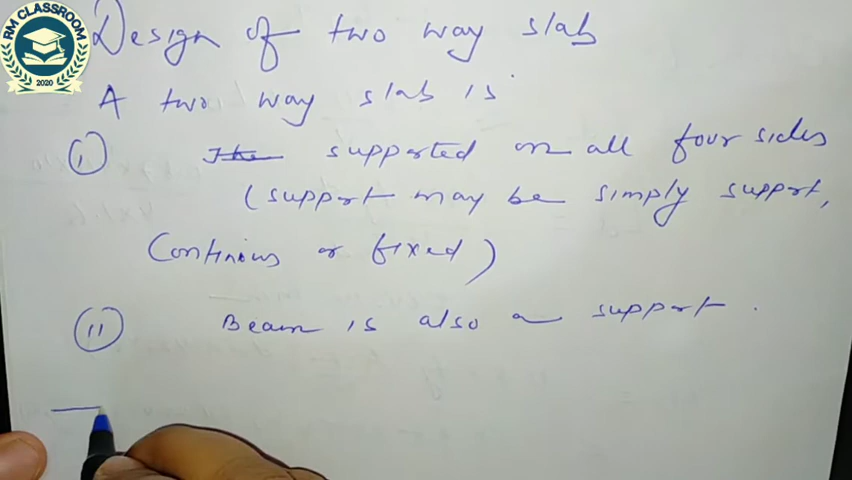 RM CLASSROOM
2020
Design of two way slab
A two way slab is
(i) The supported on all four sides
(support may be simply support,
continious or fixed)
(ii) Beam is also a support.